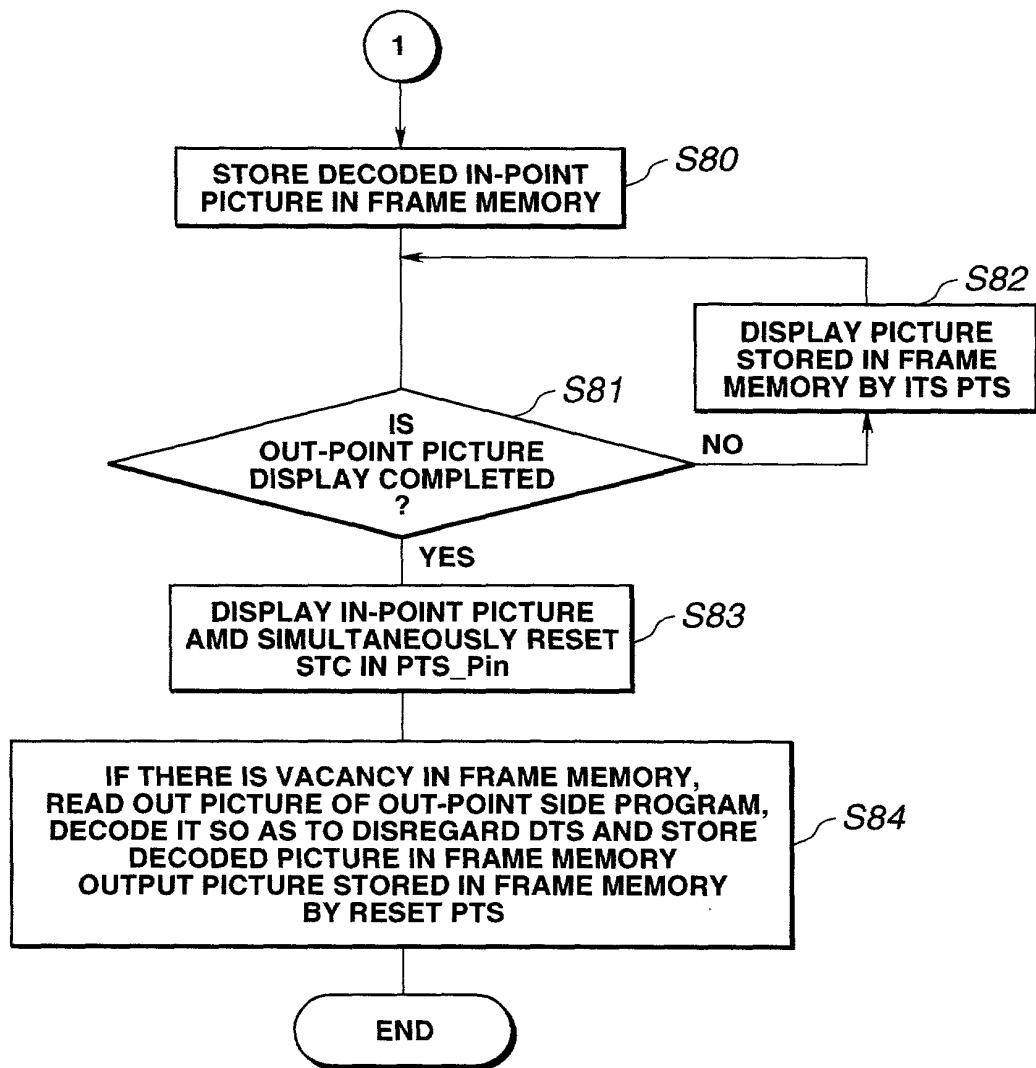 1
STORE DECODED IN-POINT
PICTURE IN FRAME MEMORY
S80
S82
DISPLAY PICTURE
STORED IN FRAME
MEMORY BY ITS PTS
S81
IS
OUT-POINT PICTURE
DISPLAY COMPLETED
?
NO
YES
DISPLAY IN-POINT PICTURE
AMD SIMULTANEOUSLY RESET
STC IN PTS_Pin
S83
IF THERE IS VACANCY IN FRAME MEMORY,
READ OUT PICTURE OF OUT-POINT SIDE PROGRAM,
DECODE IT SO AS TO DISREGARD DTS AND STORE
DECODED PICTURE IN FRAME MEMORY
OUTPUT PICTURE STORED IN FRAME MEMORY
BY RESET PTS
S84
END